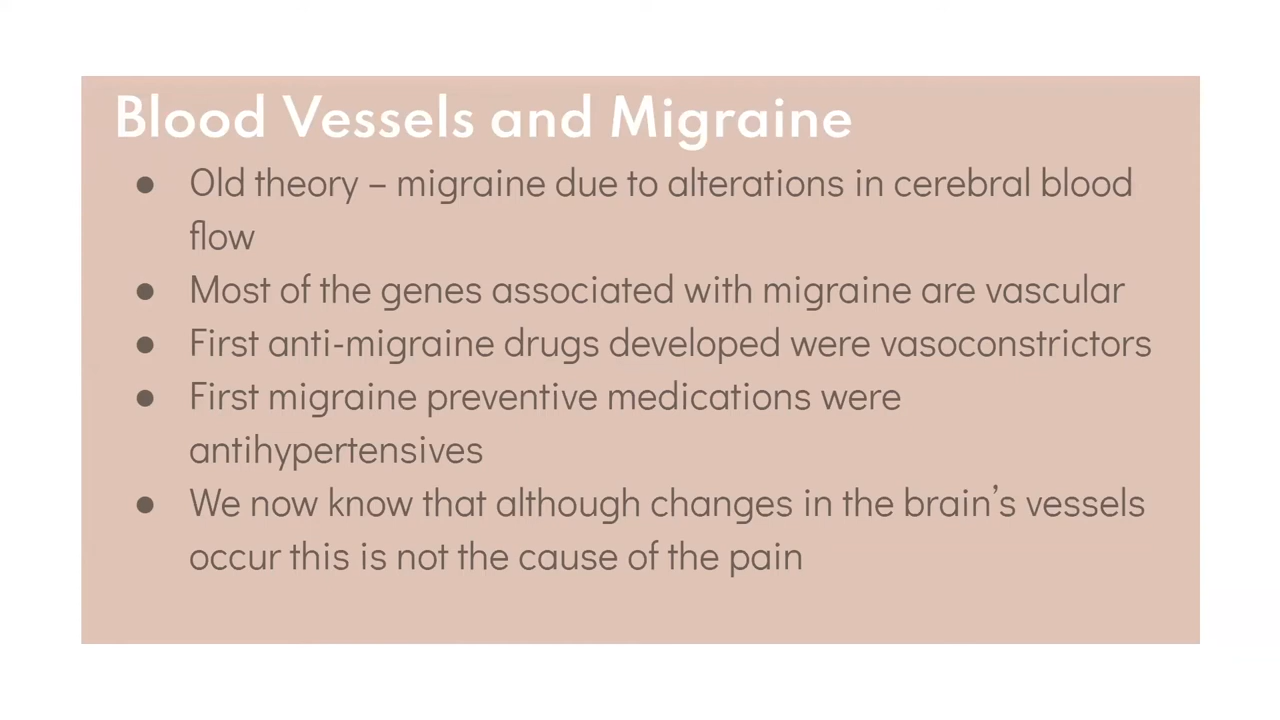 Blood Vessels and Migraine
● Old theory – migraine due to alterations in cerebral blood
flow
● Most of the genes associated with migraine are vascular
● First anti-migraine drugs developed were vasoconstrictors
● First migraine preventive medications were
antihypertensives
● We now know that although changes in the brain’s vessels
occur this is not the cause of the pain